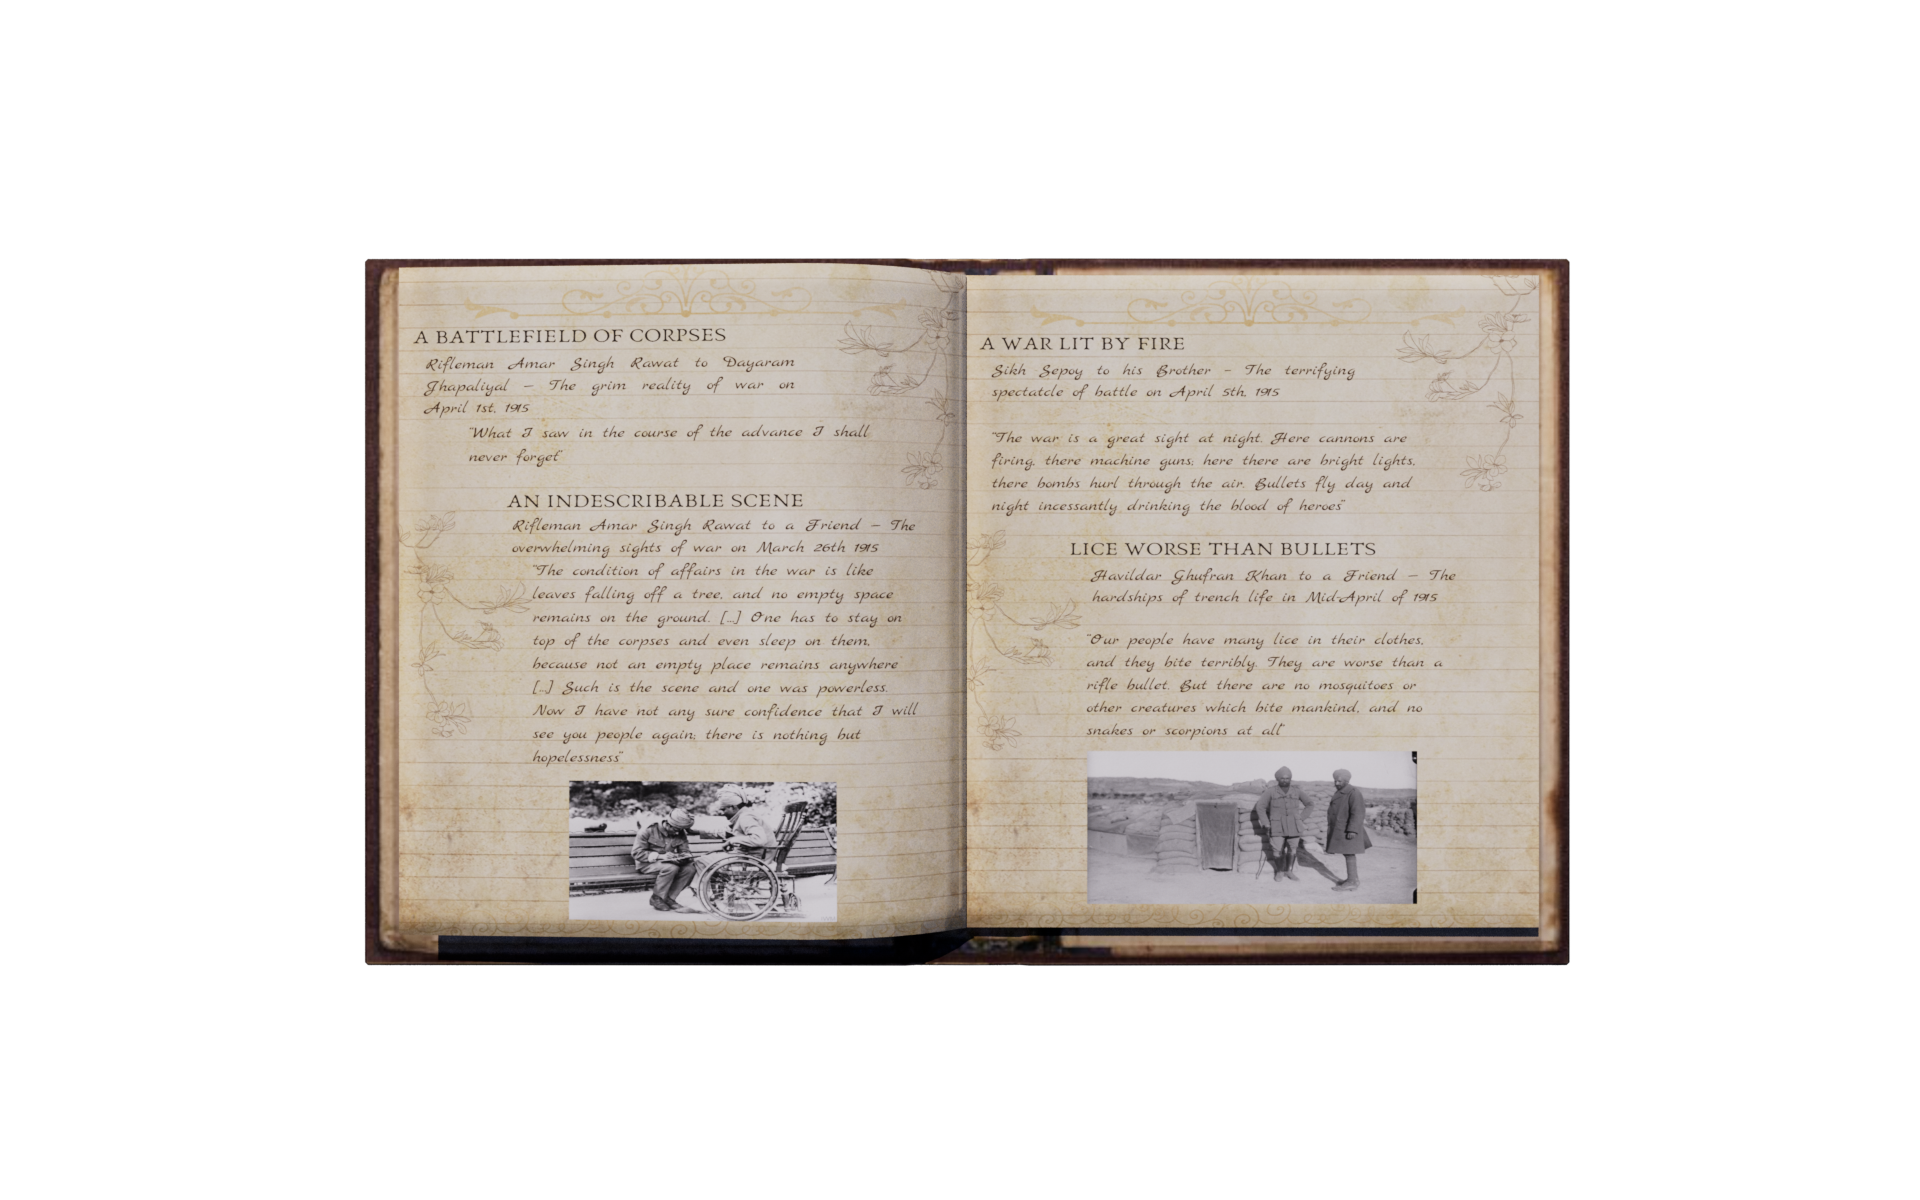 A BATTLEFIELD OF CORPSES
Rifleman Amar Singh Rawat to Dayaram
Jhapaliyal – The grim reality of war on
April 1st, 1915
"What I saw in the course of the advance I shall
never forget"
AN INDESCRIBABLE SCENE
Rifleman Amar Singh Rawat to a Friend – The
overwhelming sights of war on March 26th 1915
"The condition of affairs in the war is like
leaves falling off a tree, and no empty space
remains on the ground. [...] One has to stay on
top of the corpses and even sleep on them,
because not an empty place remains anywhere
[...] Such is the scene and one was powerless.
Now I have not any sure confidence that I will
see you people again; there is nothing but
hopelessness"
A WAR LIT BY FIRE
Sikh Sepoy to his Brother – The terrifying
spectatcle of battle on April 5th, 1915
"The war is a great sight at night. Here cannons are
firing, there machine guns; here there are bright lights,
there bombs hurl through the air. Bullets fly day and
night incessantly drinking the blood of heroes"
LICE WORSE THAN BULLETS
Havildar Ghufran Khan to a Friend – The
hardships of trench life in Mid-April of 1915
"Our people have many lice in their clothes,
and they bite terribly. They are worse than a
rifle bullet. But there are no mosquitoes or
other creatures which bite mankind, and no
snakes or scorpions at all"